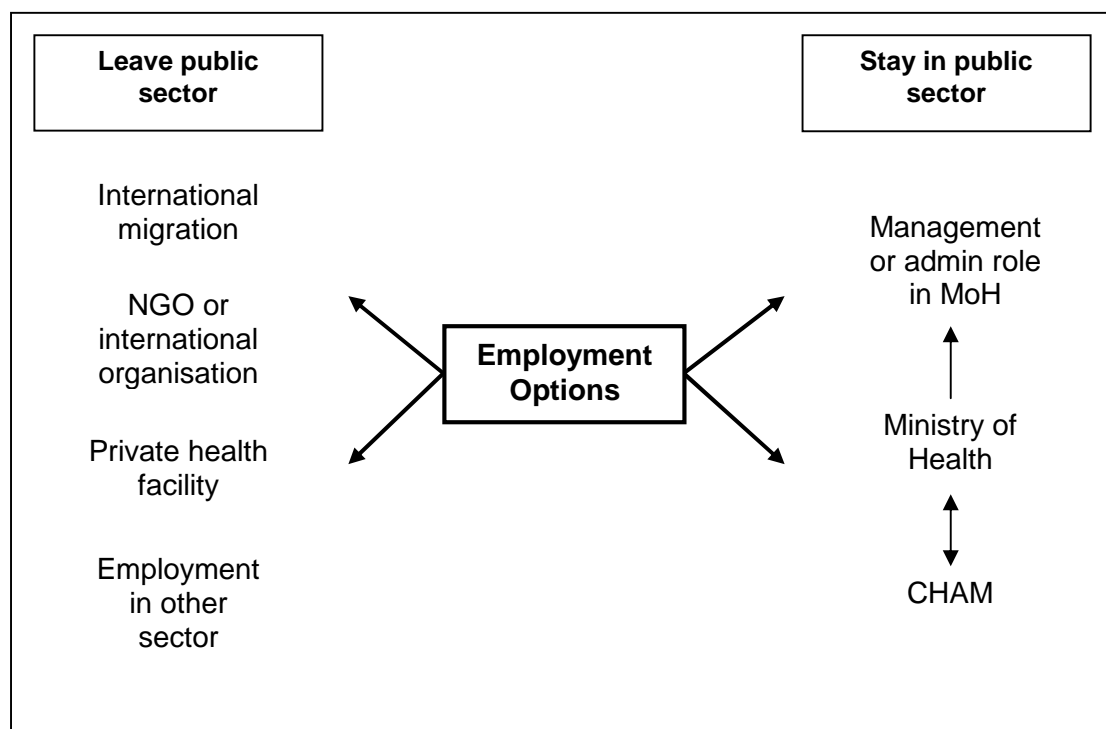 Leave public
sector
International
migration
NGO or
international
organisation
Private health
facility
Employment
in other
sector
Employment
Options
Stay in public
sector
Management
or admin role
in MoH
Ministry of
Health
CHAM